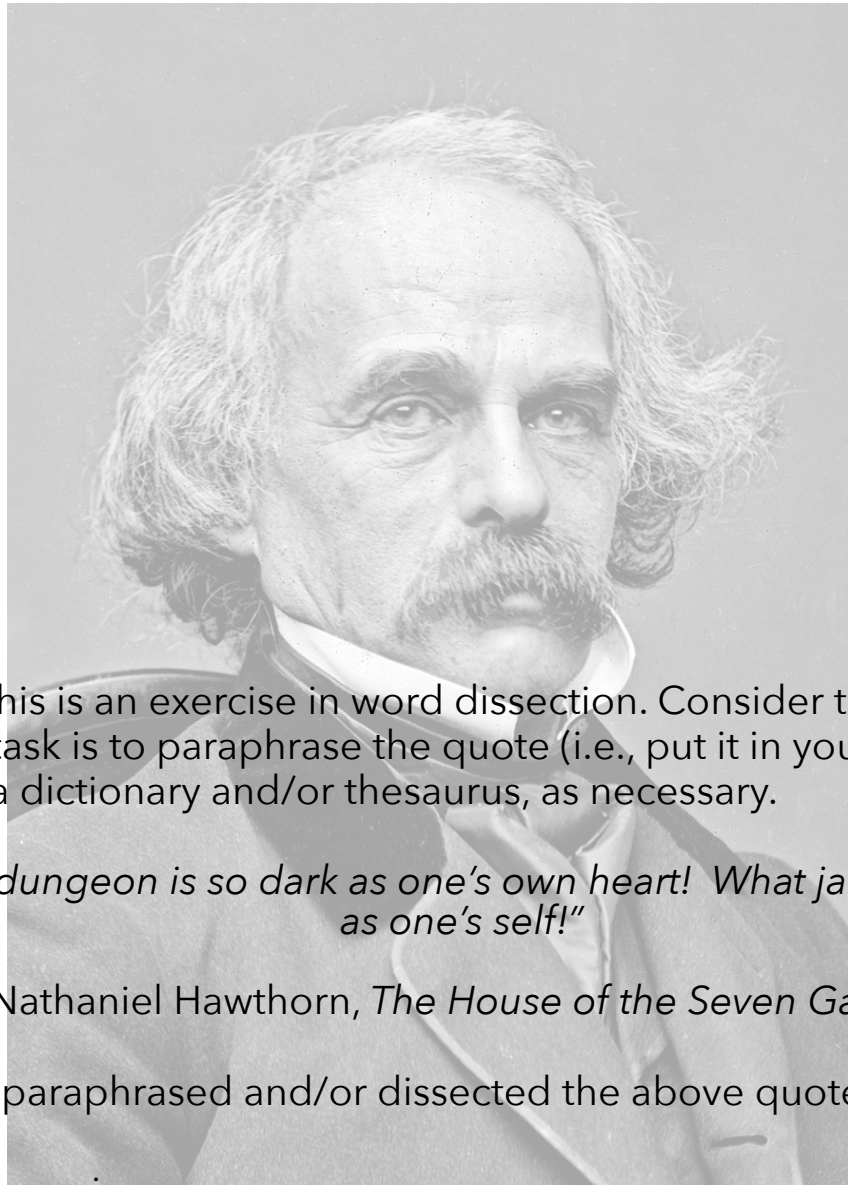 his is an exercise in word dissection. Consider t
task is to paraphrase the quote (i.e., put it in you
a dictionary and/or thesaurus, as necessary.
dungeon is so dark as one’s own heart!  What ja
as one’s self!”
Nathaniel Hawthorn, The House of the Seven Ga
paraphrased and/or dissected the above quote
.